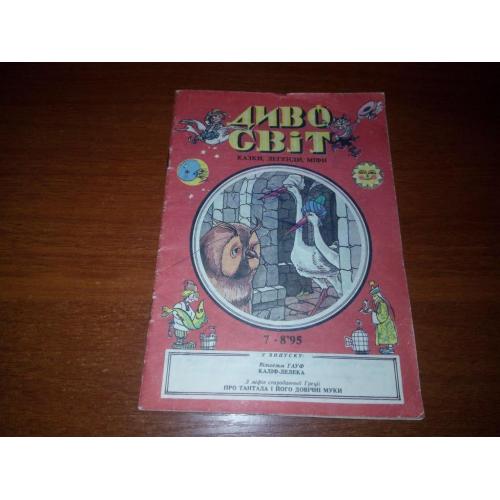 ДИВО
СВІТ
КАЗКИ, ЛЕГЕНДИ, МІФИ
7 - 8'95
У ВИПУСКУ:
Вільгельм ГАУФ
КАЛІФ-ЛЕЛЕКА
З міфів стародавньої Греції
ПРО ТАНТАЛА І ЙОГО ДОВІЧНІ МУКИ